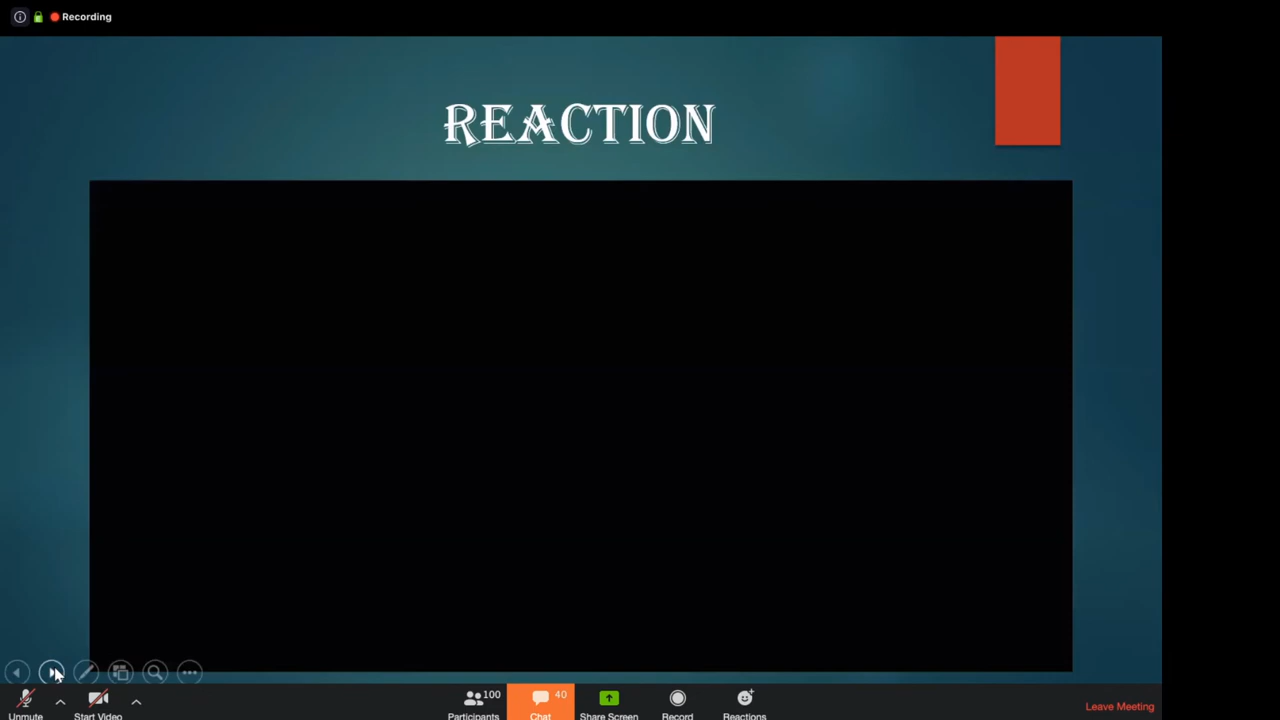 Recording
REACTION
Unmute
Start Video
100
Participants
40
Chat
Share Screen
Record
Reactions
Leave Meeting